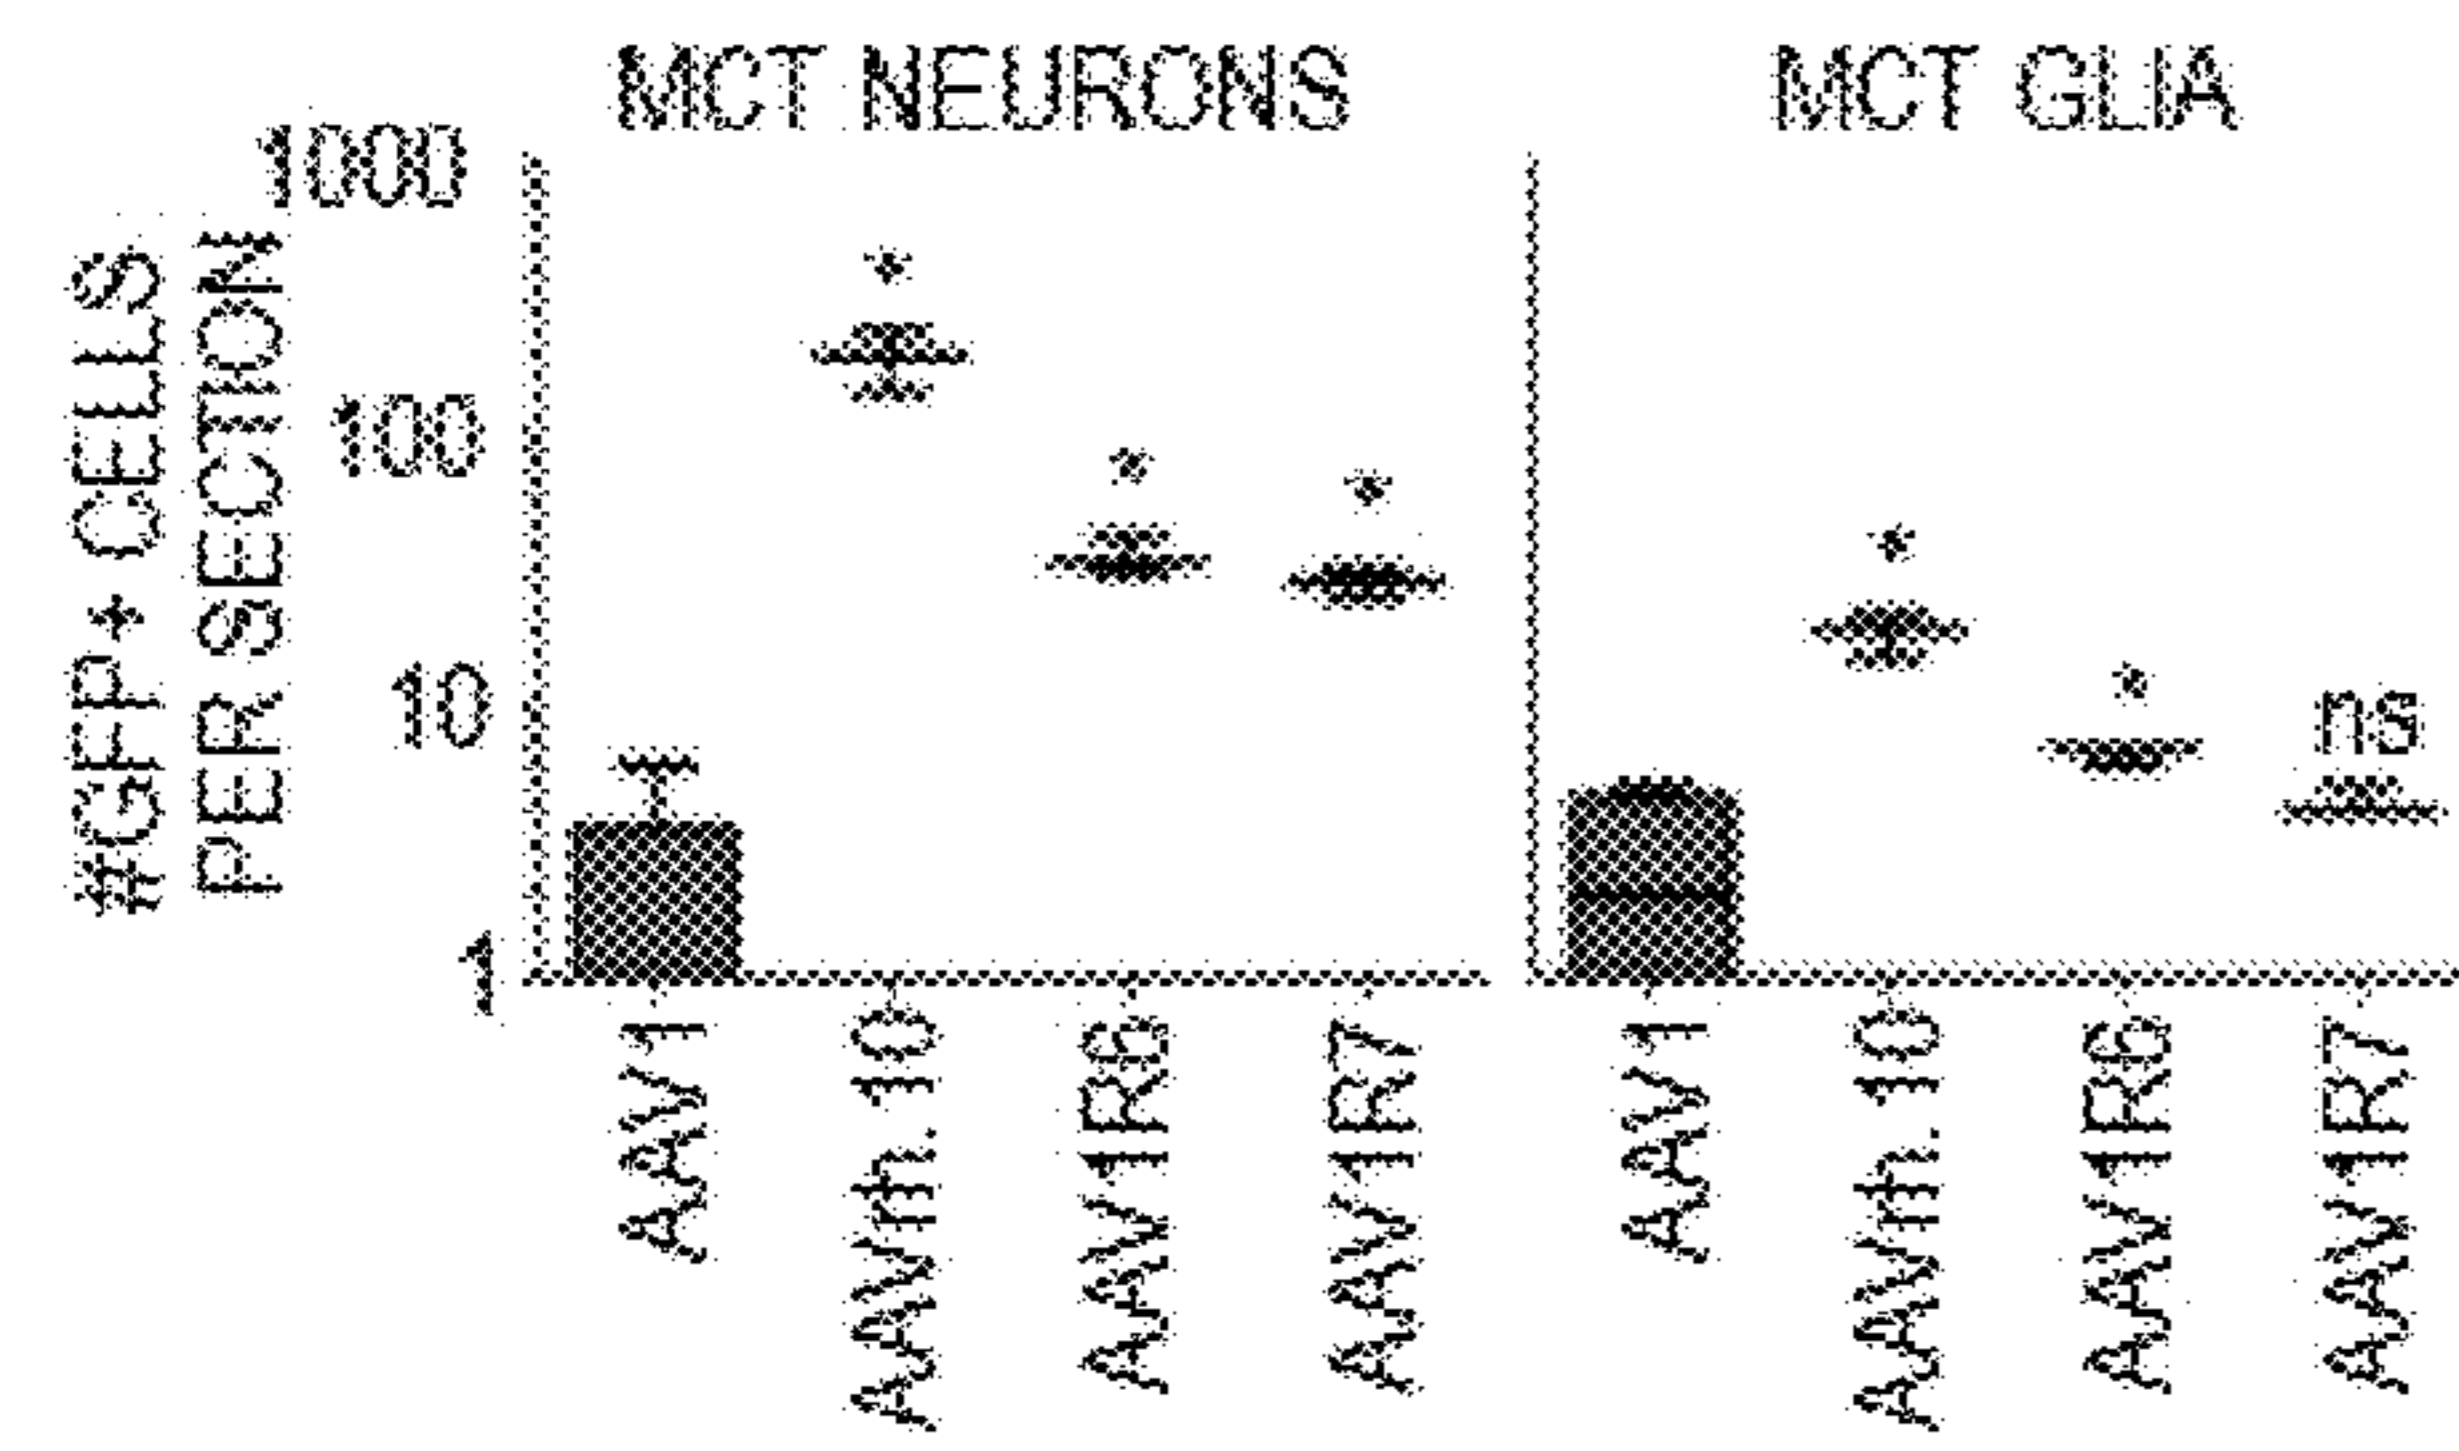 MCT NEURONS
MCT GLIA
#GFP+ CELLS
PER SECTION
1000
100
10
1
*
*
*
*
*
ns
AAV1
AAVrh.10
AAV1R6
AAV1R7
AAV1
AAVrh.10
AAV1R6
AAV1R7